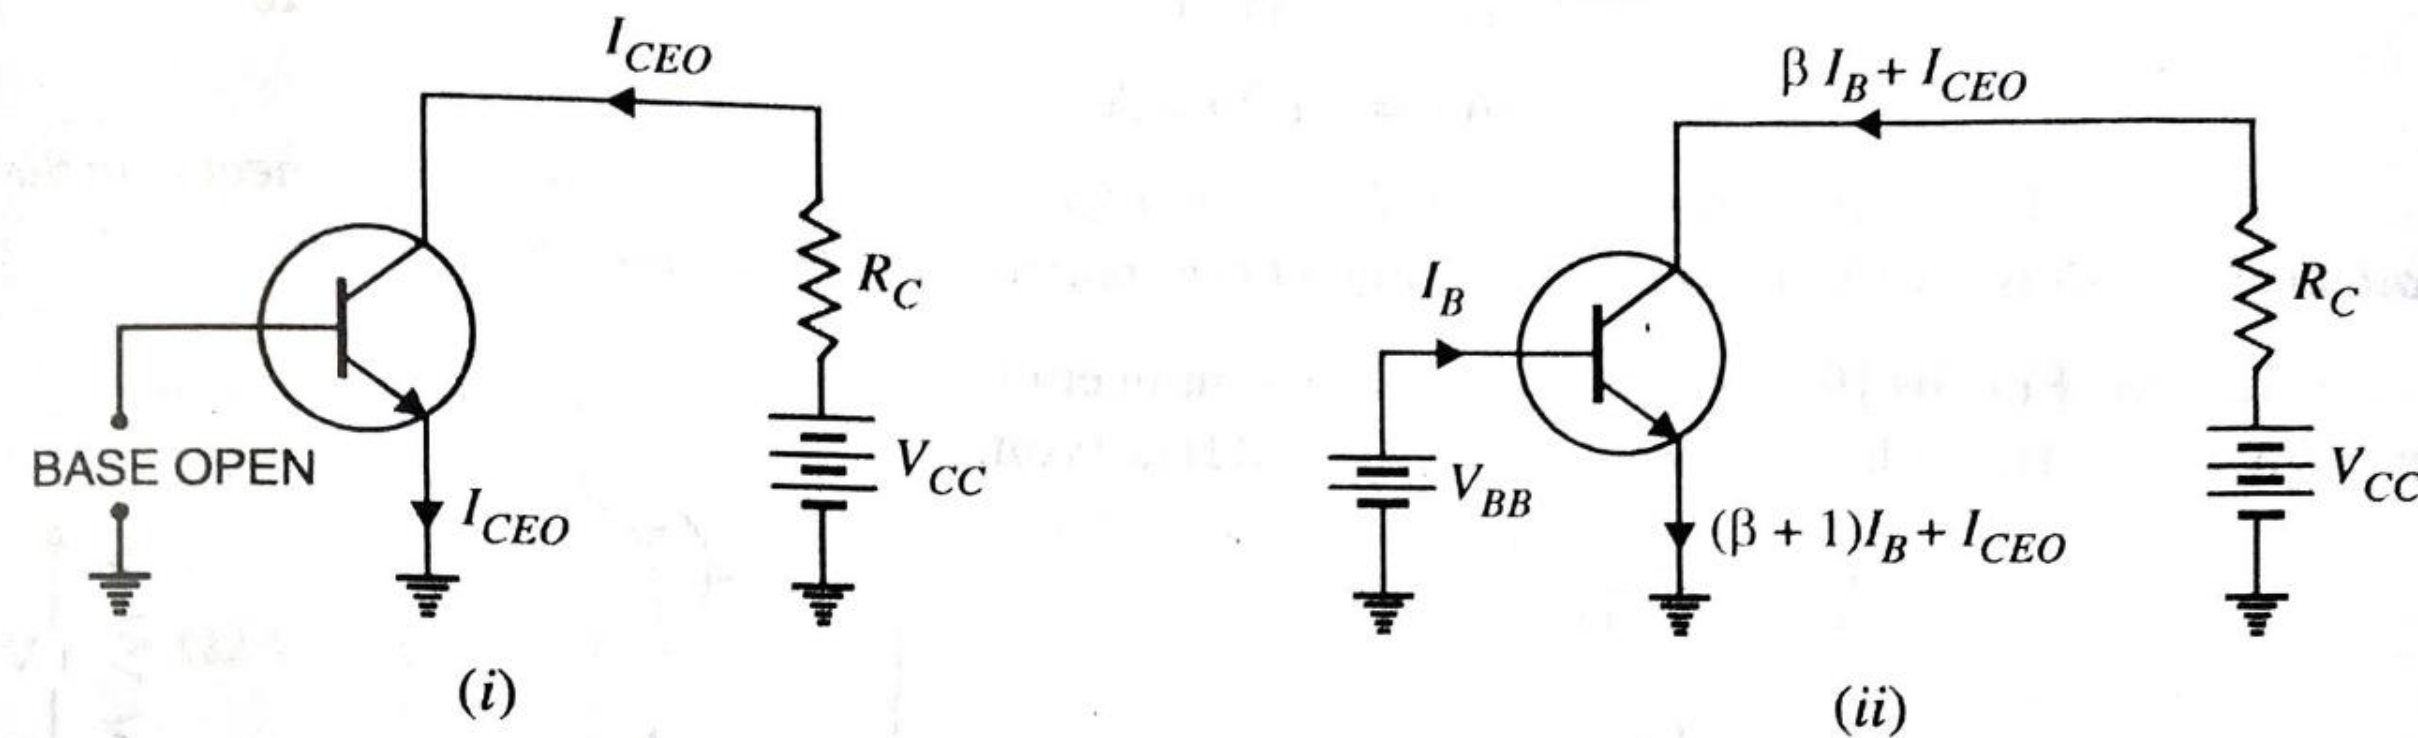 I_CEO
R_C
V_CC
BASE OPEN
I_CEO
(i)
β I_B + I_CEO
I_B
R_C
V_BB
V_CC
(β + 1)I_B + I_CEO
(ii)